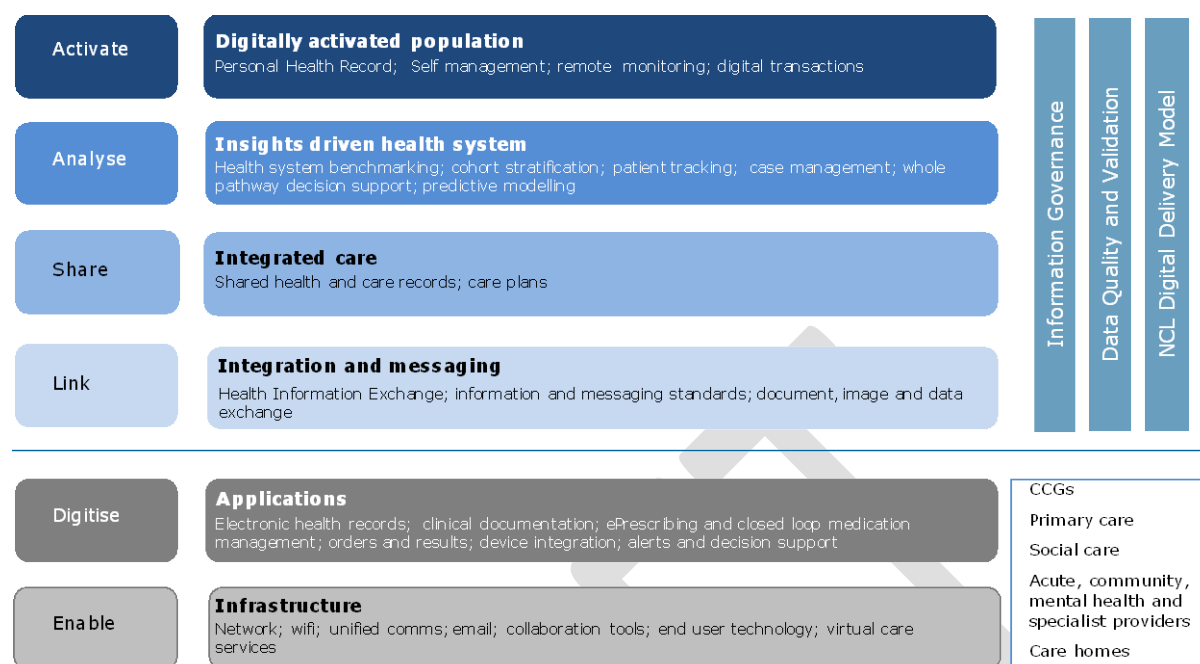 Activate
Digitally activated population
Personal Health Record; Self management; remote monitoring; digital transactions
Analyse
Insights driven health system
Health system benchmarking; cohort stratification; patient tracking; case management; whole
pathway decision support; predictive modelling
Share
Integrated care
Shared health and care records; care plans
Link
Integration and messaging
Health Information Exchange; information and messaging standards; document, image and data
exchange
Information Governance
Data Quality and Validation
NCL Digital Delivery Model
Digitise
Applications
Electronic health records; clinical documentation; ePrescribing and closed loop medication
management; orders and results; device integration; alerts and decision support
Enable
Infrastructure
Network; wifi; unified comms; email; collaboration tools; end user technology; virtual care
services
CCGs
Primary care
Social care
Acute, community,
mental health and
specialist providers
Care homes